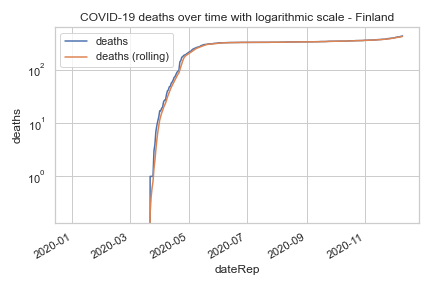 COVID-19 deaths over time with logarithmic scale - Finland
deaths
deaths (rolling)
10²
10¹
10⁰
deaths
2020-01
2020-03
2020-05
2020-07
2020-09
2020-11
dateRep